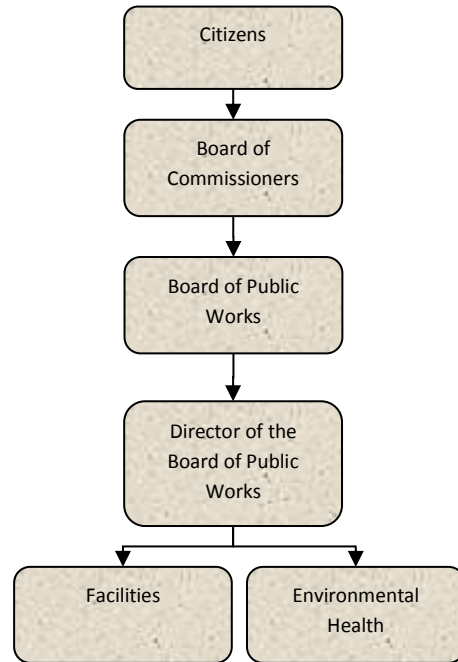 Citizens
Board of
Commissioners
Board of Public
Works
Director of the
Board of Public
Works
Facilities
Environmental
Health